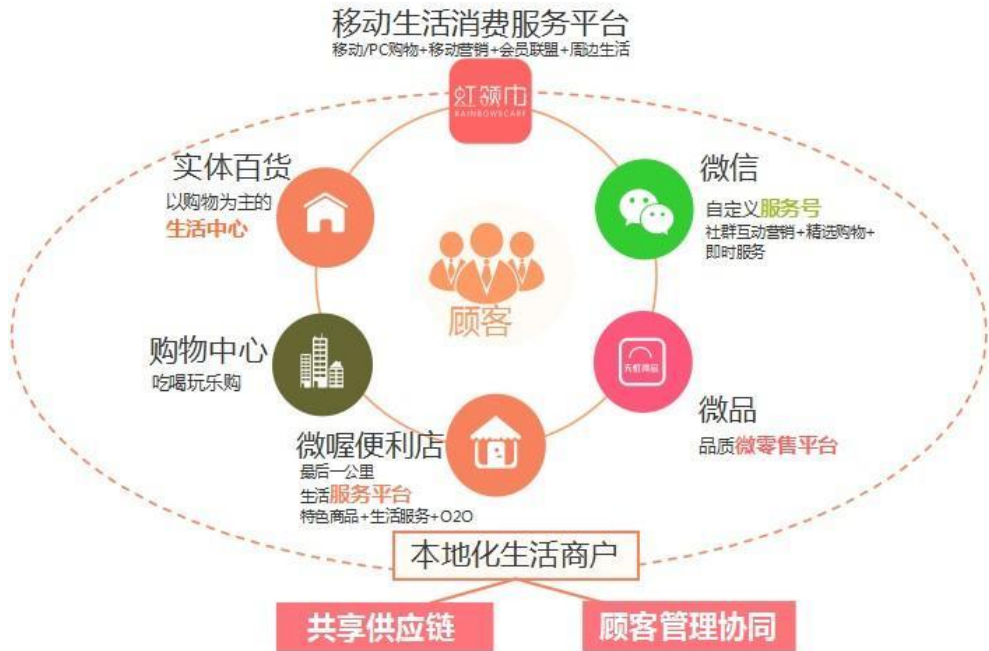 移动生活消费服务平台
移动/PC购物+移动营销+会员联盟+周边生活
虹领巾
RAINBOWSCARF
实体百货
以购物为主的
生活中心
微信
自定义服务号
社群互动营销+精选购物+
即时服务
顾客
购物中心
吃喝玩乐购
天虹微品
微品
品质微零售平台
微喔便利店
最后一公里
生活服务平台
特色商品+生活服务+O2O
本地化生活商户
共享供应链
顾客管理协同